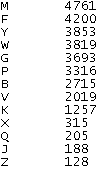 M 4761
F 4200
Y 3853
W 3819
G 3693
P 3316
B 2715
V 2019
K 1257
X 315
Q 205
J 188
Z 128